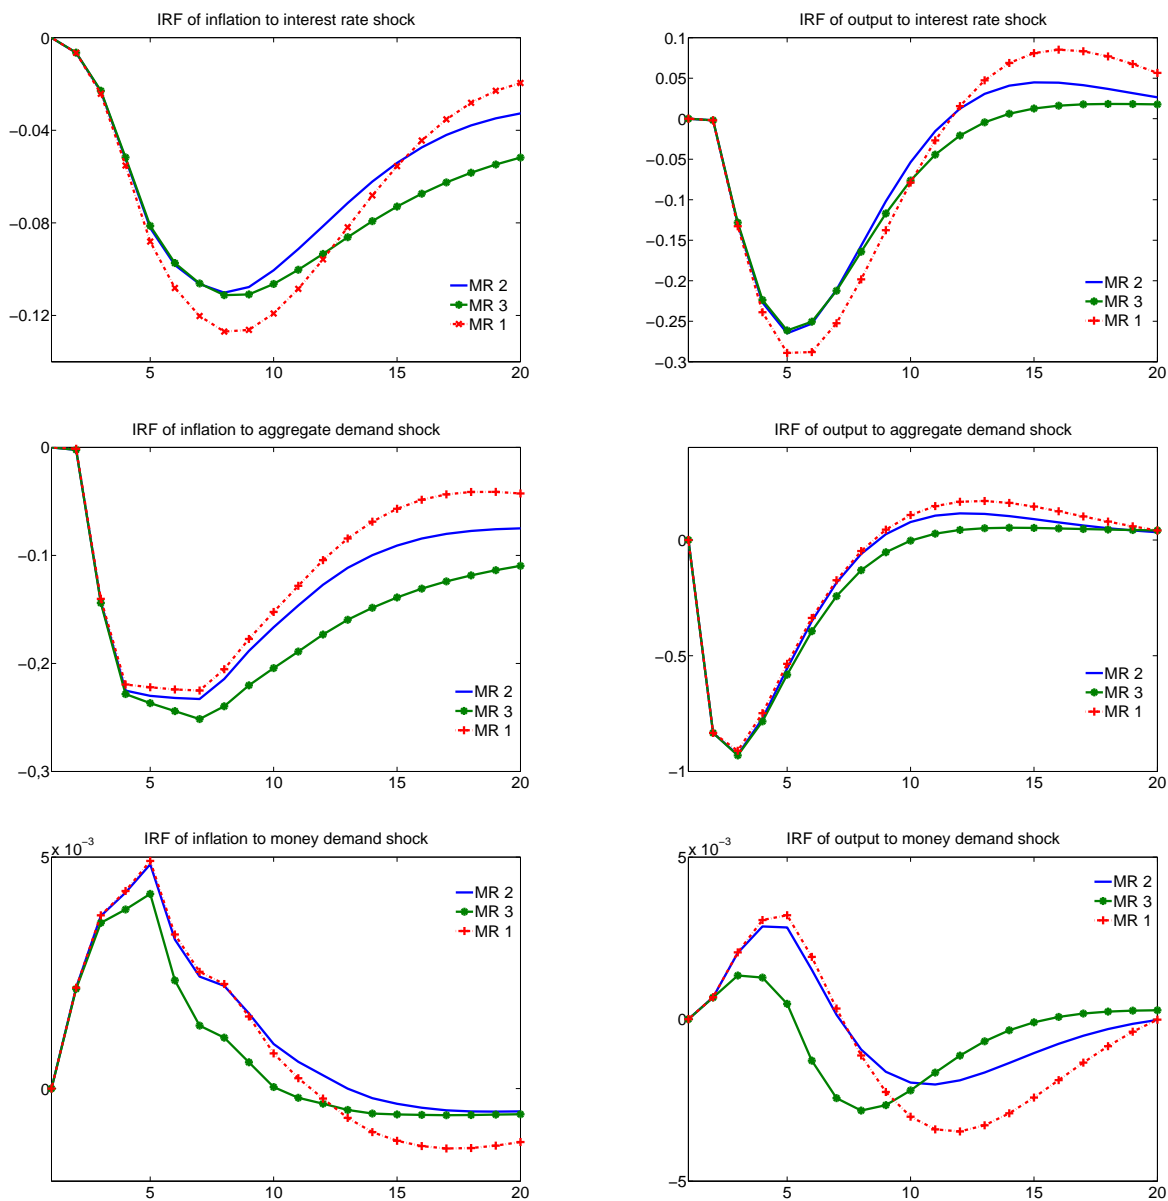 IRF of inflation to interest rate shock
0
−0.04
−0.08
−0.12
5
10
15
20
MR 2
MR 3
MR 1
IRF of output to interest rate shock
0.1
0.05
0
−0.05
−0.1
−0.15
−0.2
−0.25
−0.3
5
10
15
20
MR 2
MR 3
MR 1
IRF of inflation to aggregate demand shock
0
−0.1
−0.2
−0,3
5
10
15
20
MR 2
MR 3
MR 1
IRF of output to aggregate demand shock
0
−0.5
−1
5
10
15
20
MR 2
MR 3
MR 1
IRF of inflation to money demand shock
5 x 10−3
0
5
10
15
20
MR 2
MR 3
MR 1
IRF of output to money demand shock
5 x 10−3
0
−5
5
10
15
20
MR 2
MR 3
MR 1